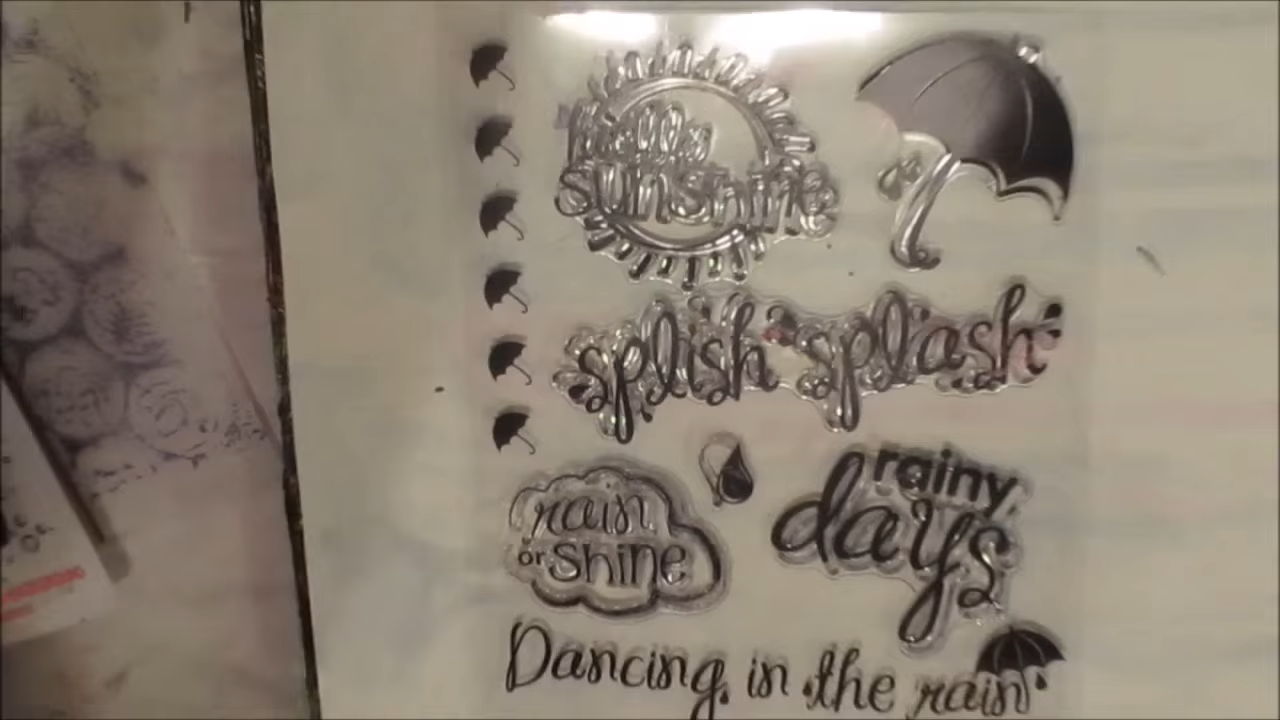 hello
sunshine
splish splash
rain
or shine
rainy
days
Dancing in the rain